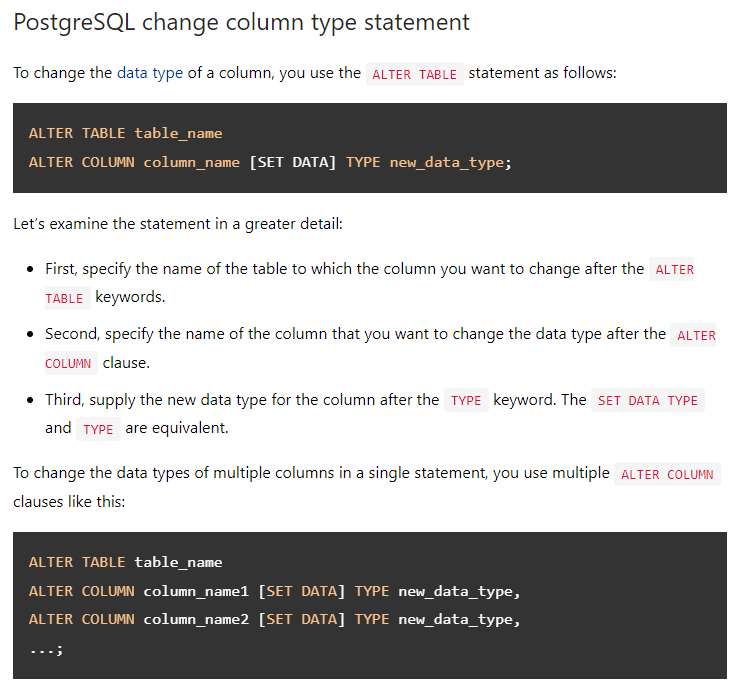 PostgreSQL change column type statement
To change the data type of a column, you use the ALTER TABLE statement as follows:
ALTER TABLE table_name
ALTER COLUMN column_name [SET DATA] TYPE new_data_type;
Let's examine the statement in a greater detail:
• First, specify the name of the table to which the column you want to change after the ALTER
TABLE keywords.
• Second, specify the name of the column that you want to change the data type after the ALTER
COLUMN clause.
• Third, supply the new data type for the column after the TYPE keyword. The SET DATA TYPE
and TYPE are equivalent.
To change the data types of multiple columns in a single statement, you use multiple ALTER COLUMN
clauses like this:
ALTER TABLE table_name
ALTER COLUMN column_name1 [SET DATA] TYPE new_data_type,
ALTER COLUMN column_name2 [SET DATA] TYPE new_data_type,
...;